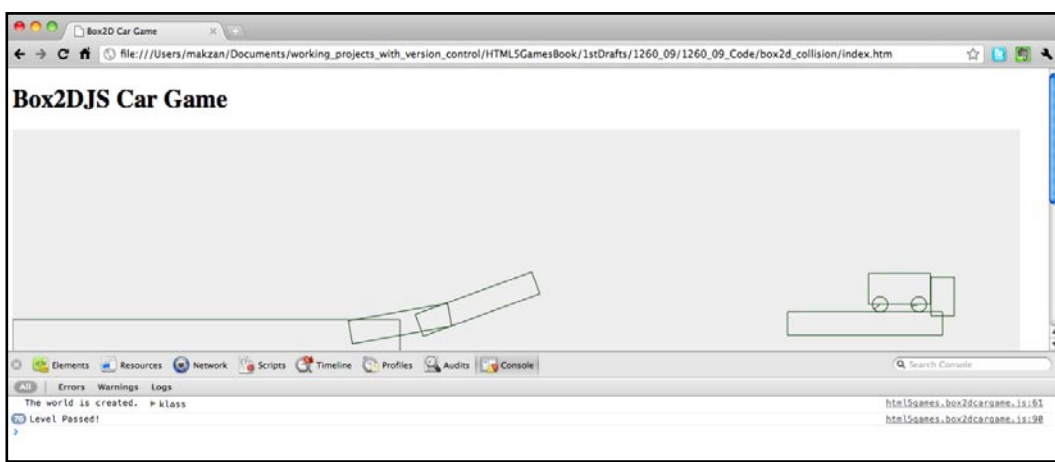 Box2D Car Game
file:///Users/makzan/Documents/working_projects_with_version_control/HTML5GamesBook/1stDrafts/1260_09/1260_09_Code/box2d_collision/index.htm
Box2DJS Car Game
Elements Resources Network Scripts Timeline Profiles Audits Console Search Console
All Errors Warnings Logs
The world is created. klass html5games.box2dcargame.js:61
Level Passed! html5games.box2dcargame.js:90